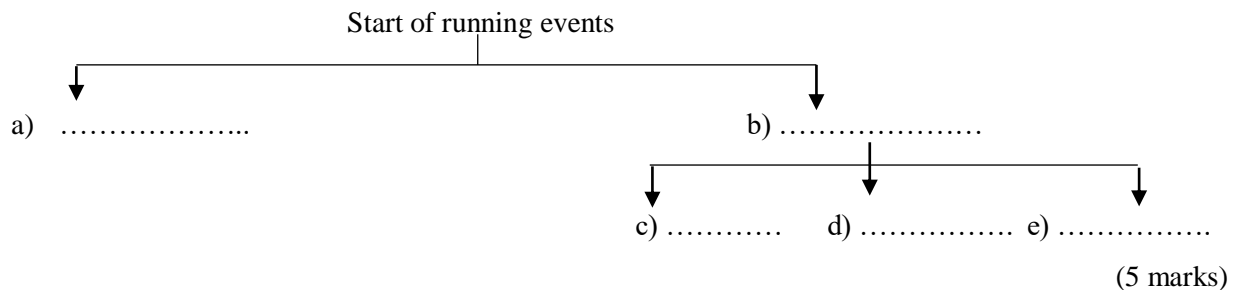 Start of running events
a) ………………..
b) …………………
c) …………
d) …………….
e) …………….
(5 marks)